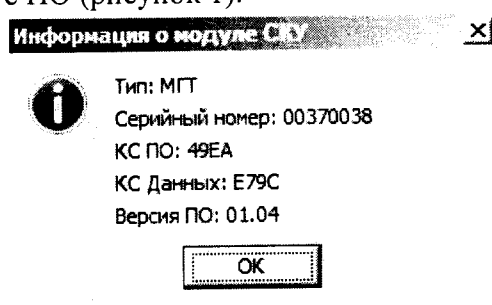 с ПО (рисунок 1).
Информация о модуле СКУ
Тип: МГТ
Серийный номер: 00370038
КС ПО: 49EA
КС Данных: E79C
Версия ПО: 01.04
OK